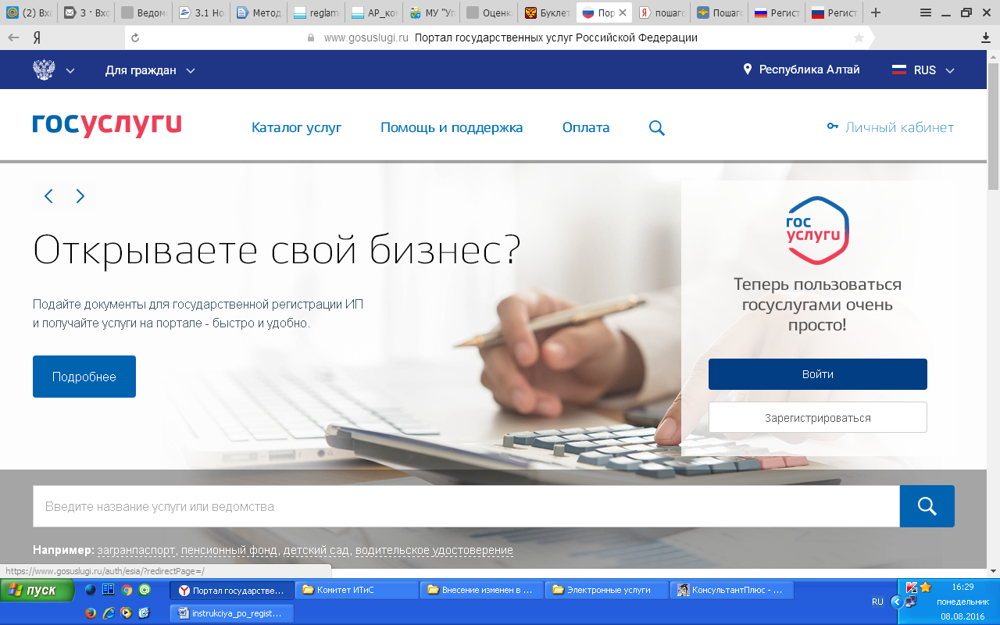 (2) Вхо
3 · Вхо
Ведом
3.1 Но
Метод
reglam
АР_ко
МУ "Уп
Оценк
Буклет
Пор
пошаго
Пошаго
Регист
Регист
www.gosuslugi.ru Портал государственных услуг Российской Федерации
Для граждан
Республика Алтай
RUS
госуслуги
Каталог услуг
Помощь и поддержка
Оплата
Личный кабинет
Открываете свой бизнес?
Подайте документы для государственной регистрации ИП
и получайте услуги на портале - быстро и удобно.
Подробнее
гос
услуги
Теперь пользоваться
госуслугами очень
просто!
Войти
Зарегистрироваться
Введите название услуги или ведомства
Например: загранпаспорт, пенсионный фонд, детский сад, водительское удостоверение
https://www.gosuslugi.ru/auth/esia/?redirectPage=/
пуск
Портал государстве...
Комитет ИТиС
Внесение изменен в ...
Электронные услуги
КонсультантПлюс - ...
instrukciya_po_regist...
RU
16:29
понедельник
08.08.2016